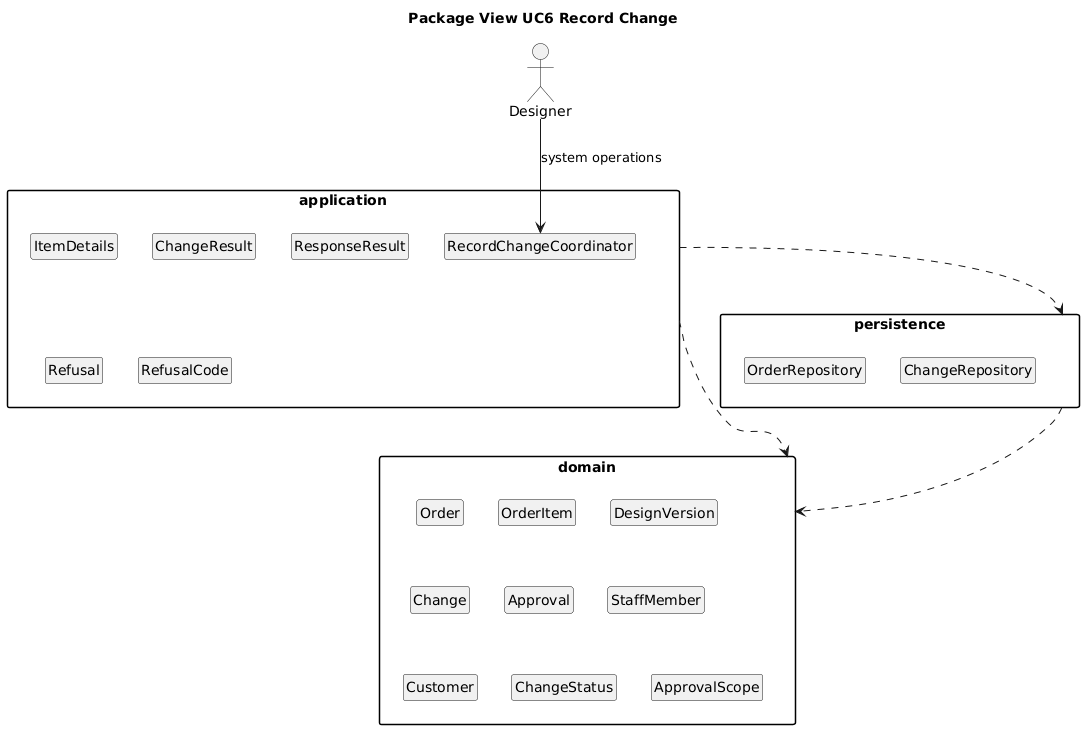 Package View UC6 Record Change
Designer
system operations
application
ItemDetails
ChangeResult
ResponseResult
RecordChangeCoordinator
Refusal
RefusalCode
persistence
OrderRepository
ChangeRepository
domain
Order
OrderItem
DesignVersion
Change
Approval
StaffMember
Customer
ChangeStatus
ApprovalScope